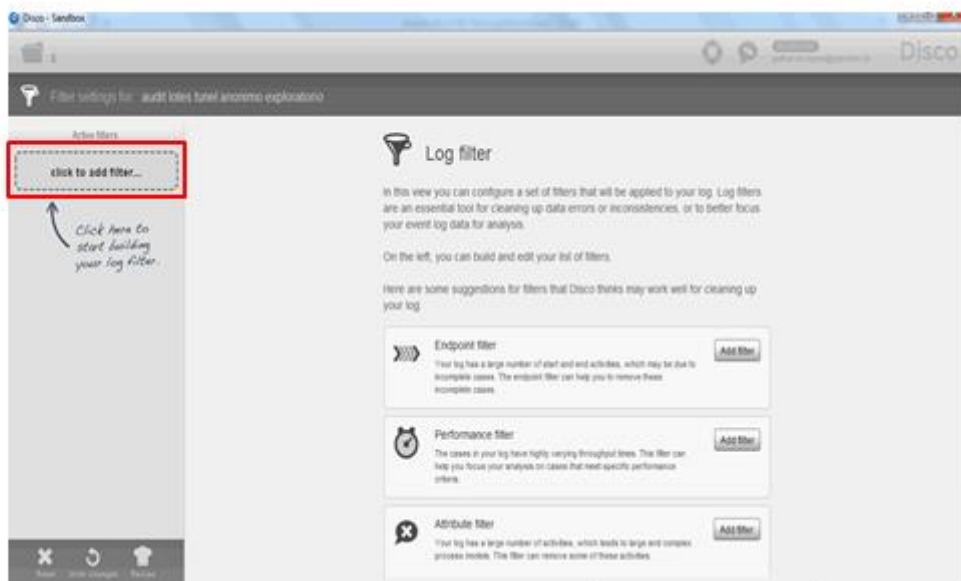 Disco - Sandbox
Disco
Filter settings for: audit lotes tunel anonimo exploratorio
Active filters
click to add filter...
Click here to
start building
your log filter.
Log filter
In this view you can configure a set of filters that will be applied to your log. Log filters
are an essential tool for cleaning up data errors or inconsistencies, or to better focus
your event log data for analysis.
On the left, you can build and edit your list of filters.
Here are some suggestions for filters that Disco thinks may work well for cleaning up
your log.
Endpoint filter
Add filter
Your log has a large number of start and end activities, which may be due to
incomplete cases. The endpoint filter can help you to remove these
incomplete cases.
Performance filter
Add filter
The cases in your log have highly varying throughput times. This filter can
help you focus your analysis on cases that meet specific performance
criteria.
Attribute filter
Add filter
Your log has a large number of activities, which leads to large and complex
process models. This filter can remove some of these activities.
Reset
Undo changes
Recipes